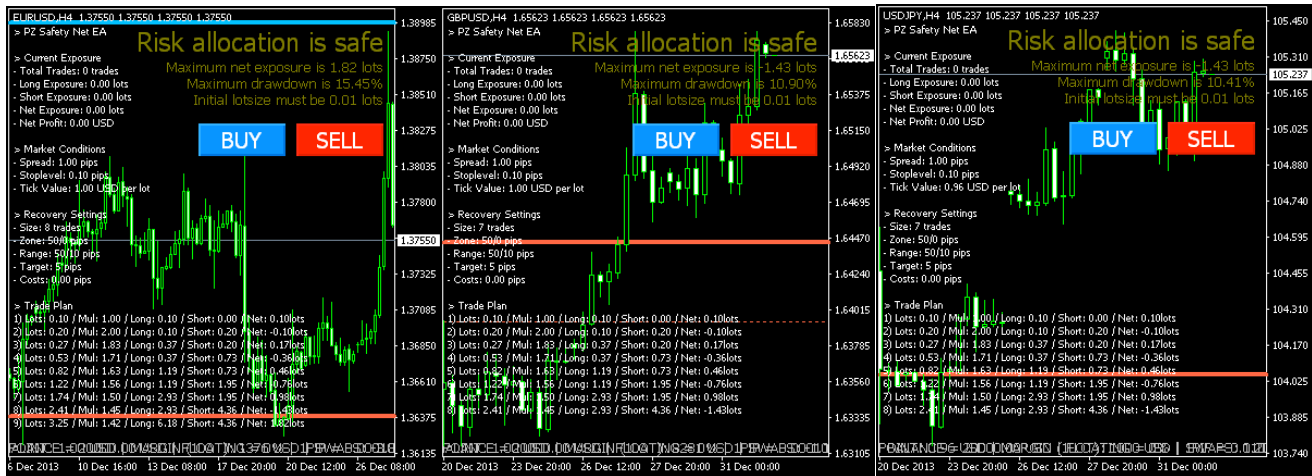 EURUSD,H4 1.37550 1.37550 1.37550 1.37550
> PZ Safety Net EA
Risk allocation is safe
Maximum net exposure is 1.82 lots
Maximum drawdown is 15.45%
Initial lotsize must be 0.01 lots
BUY SELL
> Current Exposure
- Total Trades: 0 trades
- Long Exposure: 0.00 lots
- Short Exposure: 0.00 lots
- Net Exposure: 0.00 lots
- Net Profit: 0.00 USD
> Market Conditions
- Spread: 1.00 pips
- Stoplevel: 0.10 pip
- Tick Value: 1.00 USD per lot
> Recovery Settings
- Size: 8 trades
- Zone: 50/0 pips
- Range: 50/10 pips
- Target: 5 pips
- Costs: 0.00 pips
> Trade Plan
1) Lots: 0.10 / Mul: 1.00 / Long: 0.10 / Short: 0.00 / Net: 0.10lots
2) Lots: 0.20 / Mul: 2.00 / Long: 0.10 / Short: 0.20 / Net: -0.10lots
3) Lots: 0.27 / Mul: 1.83 / Long: 0.37 / Short: 0.20 / Net: 0.17lots
4) Lots: 0.53 / Mul: 1.71 / Long: 0.37 / Short: 0.73 / Net: -0.36lots
5) Lots: 0.82 / Mul: 1.63 / Long: 1.19 / Short: 0.73 / Net: 0.46lots
6) Lots: 1.22 / Mul: 1.56 / Long: 1.19 / Short: 1.95 / Net: -0.76lots
7) Lots: 1.74 / Mul: 1.50 / Long: 2.93 / Short: 1.95 / Net: 0.98lots
8) Lots: 2.41 / Mul: 1.45 / Long: 2.93 / Short: 4.36 / Net: -1.43lots
9) Lots: 3.25 / Mul: 1.42 / Long: 6.18 / Short: 4.36 / Net: 1.82lots
1.38985
1.38750
1.38510
1.38275
1.38035
1.37800
1.37550
1.37325
1.37085
1.36850
1.36610
1.36375
1.36135
6 Dec 2013 10 Dec 16:00 13 Dec 08:00 17 Dec 20:00 20 Dec 12:00 26 Dec 08:00
GBPUSD,H4 1.65623 1.65623 1.65623 1.65623
> PZ Safety Net EA
Risk allocation is safe
Maximum net exposure is -1.43 lots
Maximum drawdown is 10.90%
Initial lotsize must be 0.01 lots
BUY SELL
> Current Exposure
- Total Trades: 0 trades
- Long Exposure: 0.00 lots
- Short Exposure: 0.00 lots
- Net Exposure: 0.00 lots
- Net Profit: 0.00 USD
> Market Conditions
- Spread: 1.00 pips
- Stoplevel: 0.10 pips
- Tick Value: 1.00 USD per lot
> Recovery Settings
- Size: 7 trades
- Zone: 50/0 pips
- Range: 50/10 pips
- Target: 5 pips
- Costs: 0.00 pips
> Trade Plan
1) Lots: 0.10 / Mul: 1.00 / Long: 0.10 / Short: 0.00 / Net: 0.10lots
2) Lots: 0.20 / Mul: 2.00 / Long: 0.10 / Short: 0.20 / Net: -0.10lots
3) Lots: 0.27 / Mul: 1.83 / Long: 0.37 / Short: 0.20 / Net: 0.17lots
4) Lots: 0.53 / Mul: 1.71 / Long: 0.37 / Short: 0.73 / Net: -0.36lots
5) Lots: 0.82 / Mul: 1.63 / Long: 1.19 / Short: 0.73 / Net: 0.46lots
6) Lots: 1.22 / Mul: 1.56 / Long: 1.19 / Short: 1.95 / Net: -0.76lots
7) Lots: 1.74 / Mul: 1.50 / Long: 2.93 / Short: 1.95 / Net: 0.98lots
8) Lots: 2.41 / Mul: 1.45 / Long: 2.93 / Short: 4.36 / Net: -1.43lots
1.65830
1.65623
1.65375
1.65150
1.64920
1.64695
1.64470
1.64240
1.64015
1.63785
1.63560
1.63335
1.63105
20 Dec 2013 23 Dec 20:00 26 Dec 12:00 27 Dec 20:00 31 Dec 00:00
USDJPY,H4 105.237 105.237 105.237 105.237
> PZ Safety Net EA
Risk allocation is safe
Maximum net exposure is -1.43 lots
Maximum drawdown is 10.41%
Initial lotsize must be 0.01 lots
BUY SELL
> Current Exposure
- Total Trades: 0 trades
- Long Exposure: 0.00 lots
- Short Exposure: 0.00 lots
- Net Exposure: 0.00 lots
- Net Profit: 0.00 USD
> Market Conditions
- Spread: 1.00 pips
- Stoplevel: 0.10 pips
- Tick Value: 0.96 USD per lot
> Recovery Settings
- Size: 7 trades
- Zone: 50/0 pips
- Range: 50/10 pips
- Target: 5 pips
- Costs: 0.00 pips
> Trade Plan
1) Lots: 0.10 / Mul: 1.00 / Long: 0.10 / Short: 0.00 / Net: 0.10lots
2) Lots: 0.20 / Mul: 2.00 / Long: 0.10 / Short: 0.20 / Net: -0.10lots
3) Lots: 0.27 / Mul: 1.83 / Long: 0.37 / Short: 0.20 / Net: 0.17lots
4) Lots: 0.53 / Mul: 1.71 / Long: 0.37 / Short: 0.73 / Net: -0.36lots
5) Lots: 0.82 / Mul: 1.63 / Long: 1.19 / Short: 0.73 / Net: 0.46lots
6) Lots: 1.22 / Mul: 1.56 / Long: 1.19 / Short: 1.95 / Net: -0.76lots
7) Lots: 1.74 / Mul: 1.50 / Long: 2.93 / Short: 1.95 / Net: 0.98lots
8) Lots: 2.41 / Mul: 1.45 / Long: 2.93 / Short: 4.36 / Net: -1.43lots
105.450
105.310
105.237
105.165
105.020
104.880
104.740
104.595
104.455
104.310
104.170
104.025
103.885
103.740
20 Dec 2013 23 Dec 20:00 26 Dec 12:00 27 Dec 20:00 31 Dec 00:00